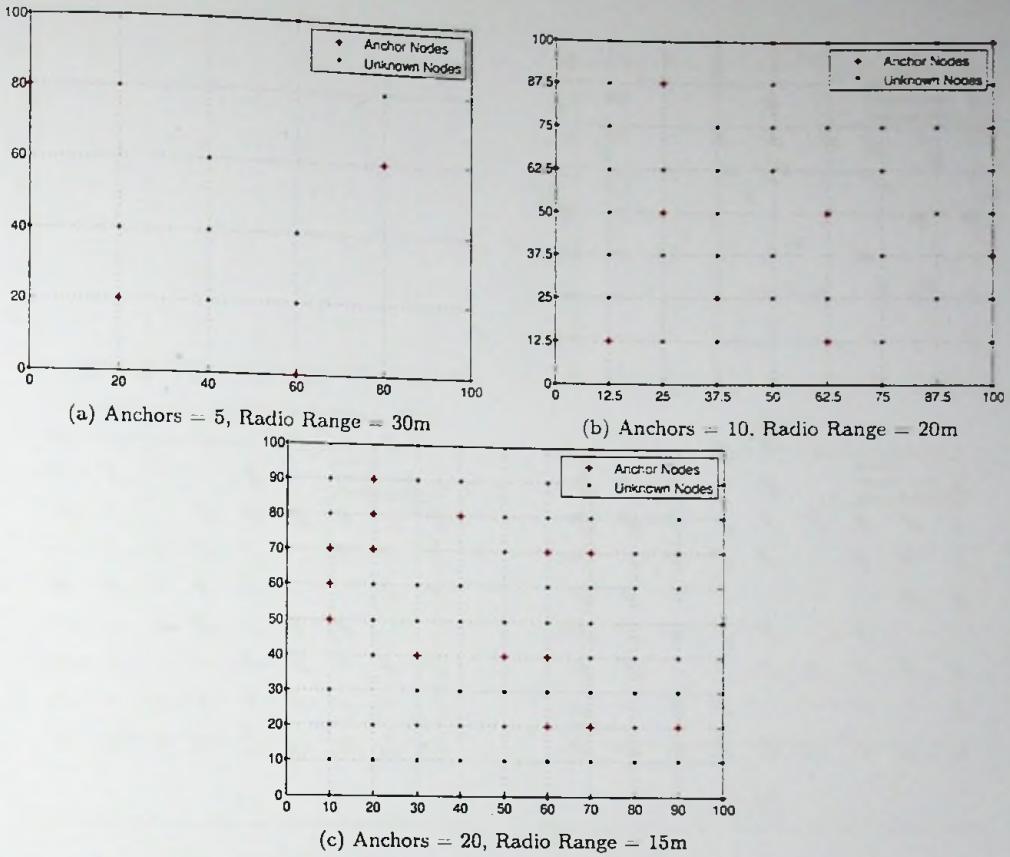 100
80
60
40
20
0
0 20 40 60 80 100
Anchor Nodes
Unknown Nodes
(a) Anchors = 5, Radio Range = 30m
100
87.5
75
62.5
50
37.5
25
12.5
0
0 12.5 25 37.5 50 62.5 75 87.5 100
Anchor Nodes
Unknown Nodes
(b) Anchors = 10. Radio Range = 20m
100
90
80
70
60
50
40
30
20
10
0
0 10 20 30 40 50 60 70 80 90 100
Anchor Nodes
Unknown Nodes
(c) Anchors = 20, Radio Range = 15m